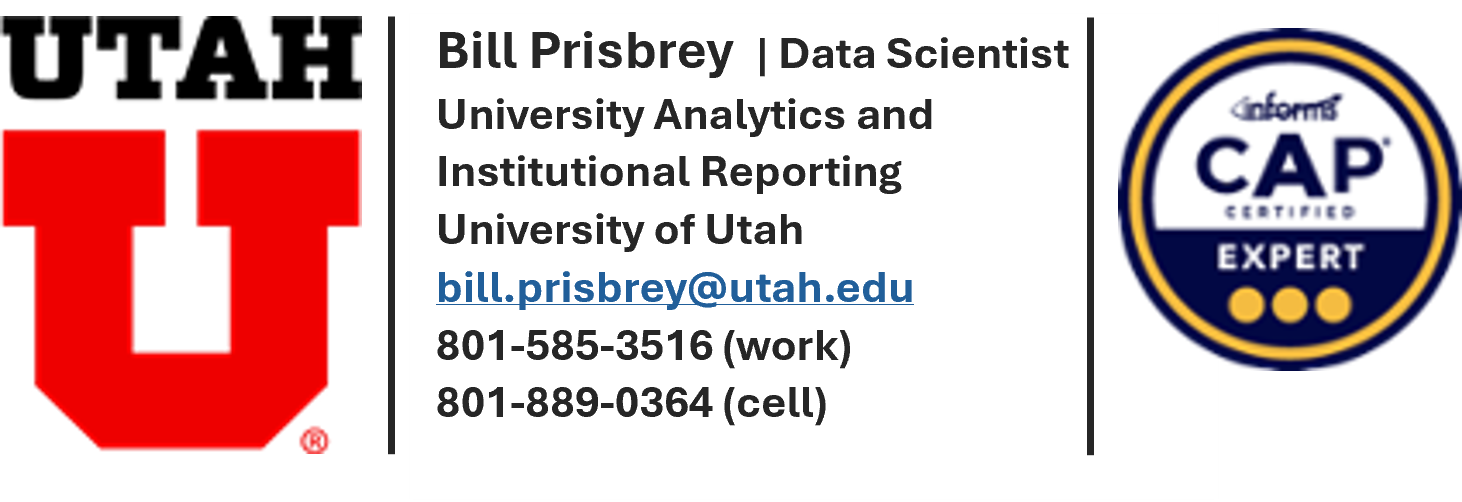 UTAH
U
®
Bill Prisbrey | Data Scientist
University Analytics and
Institutional Reporting
University of Utah
bill.prisbrey@utah.edu
801-585-3516 (work)
801-889-0364 (cell)
informs
CAP®
CERTIFIED
EXPERT